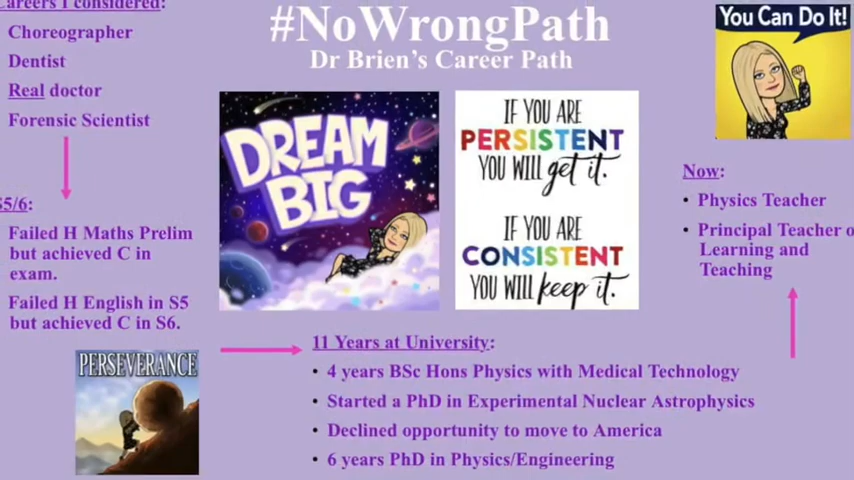 Careers I considered:
Choreographer
Dentist
Real doctor
Forensic Scientist
S5/6:
Failed H Maths Prelim
but achieved C in
exam.
Failed H English in S5
but achieved C in S6.
PERSEVERANCE
#NoWrongPath
Dr Brien's Career Path
DREAM
BIG
IF YOU ARE
PERSISTENT
YOU WILL get it.
IF YOU ARE
CONSISTENT
YOU WILL keep it.
11 Years at University:
• 4 years BSc Hons Physics with Medical Technology
• Started a PhD in Experimental Nuclear Astrophysics
• Declined opportunity to move to America
• 6 years PhD in Physics/Engineering
You Can Do It!
Now:
• Physics Teacher
• Principal Teacher o
Learning and
Teaching